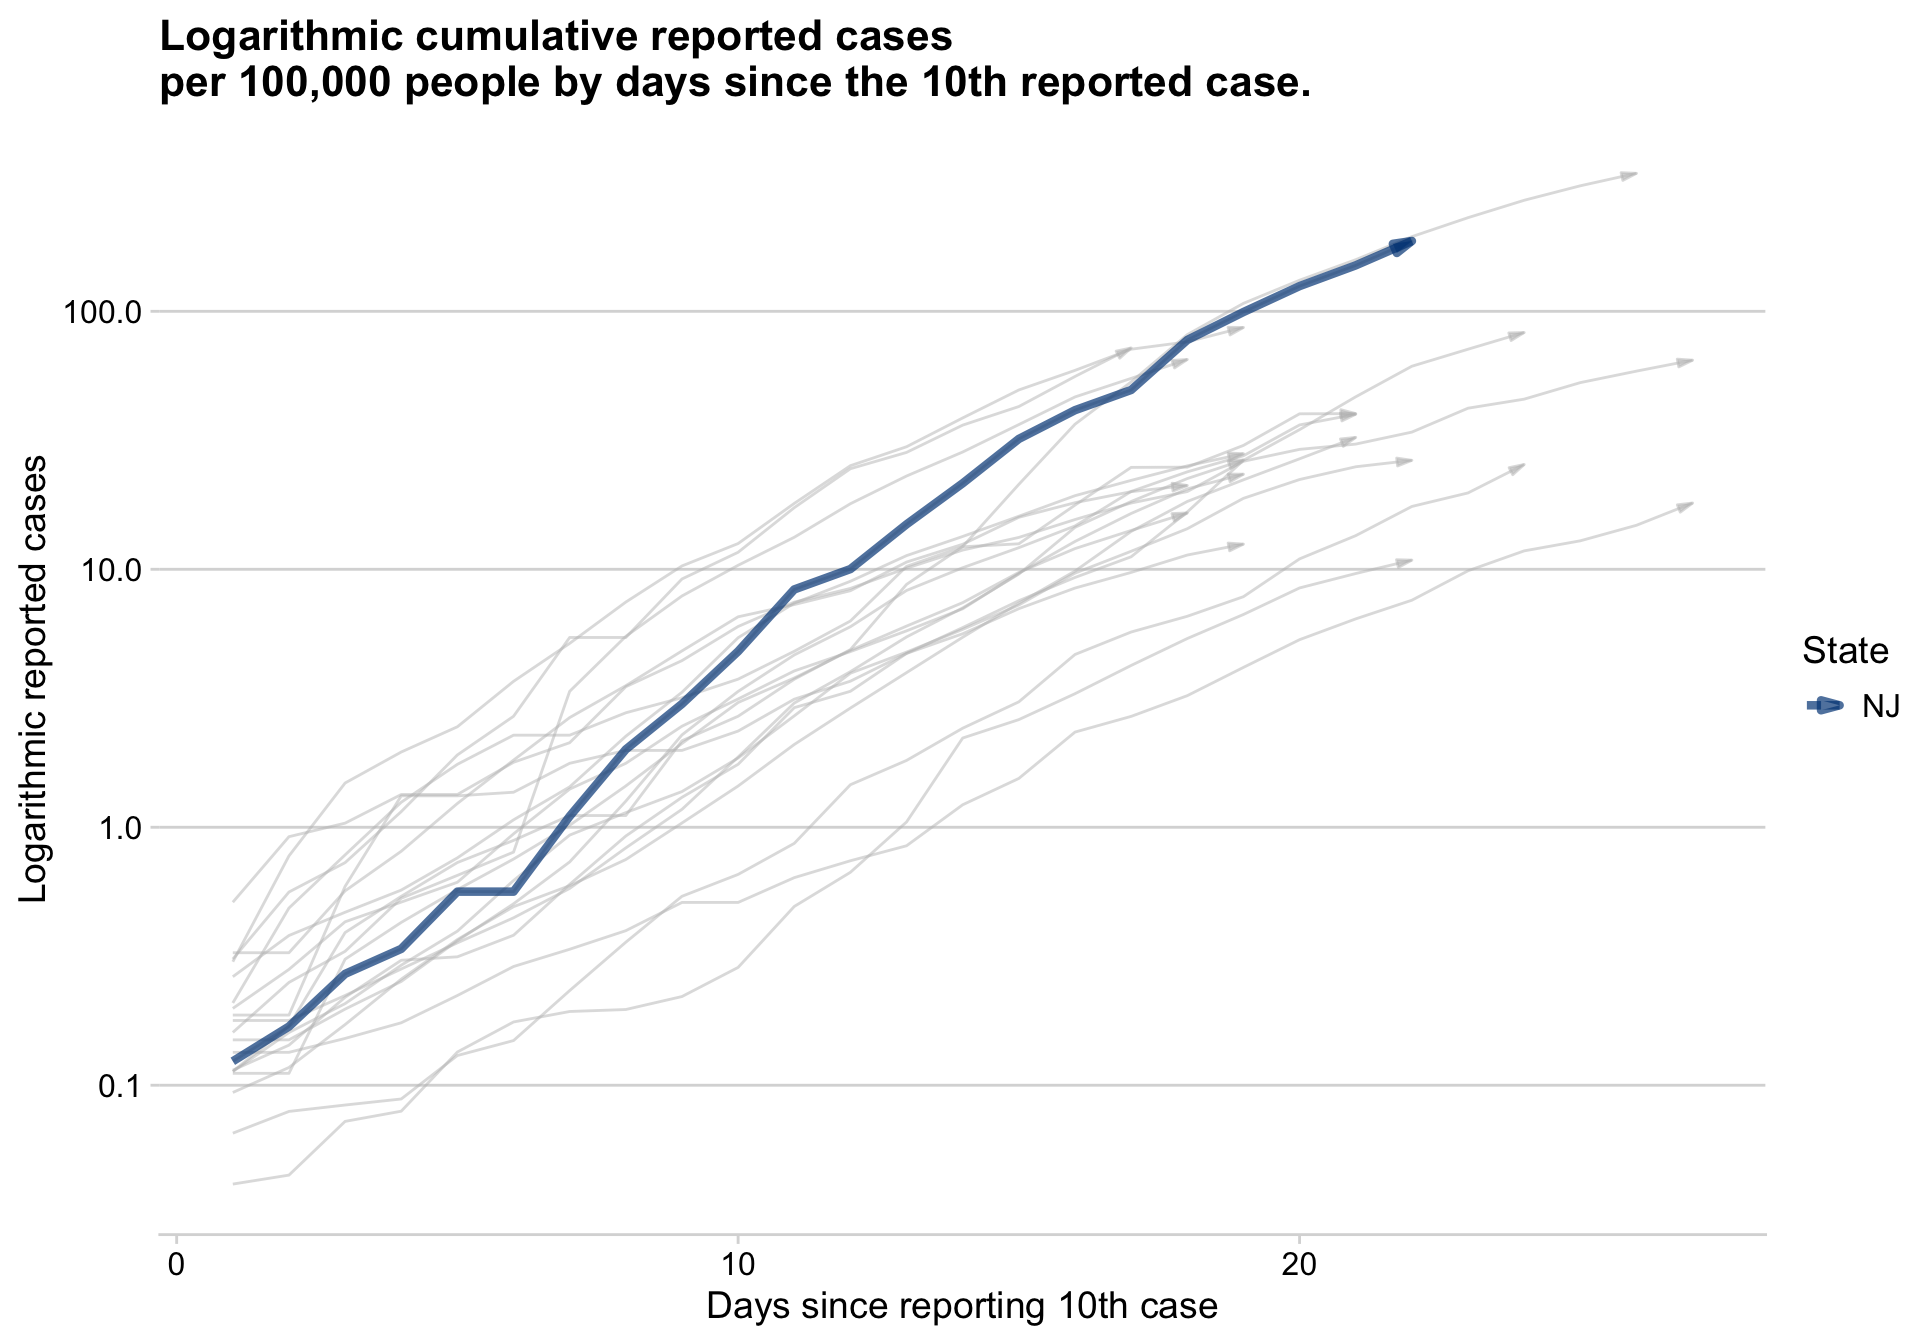 Logarithmic cumulative reported cases
per 100,000 people by days since the 10th reported case.
Logarithmic reported cases
100.0
10.0
1.0
0.1
0
10
20
Days since reporting 10th case
State
NJ